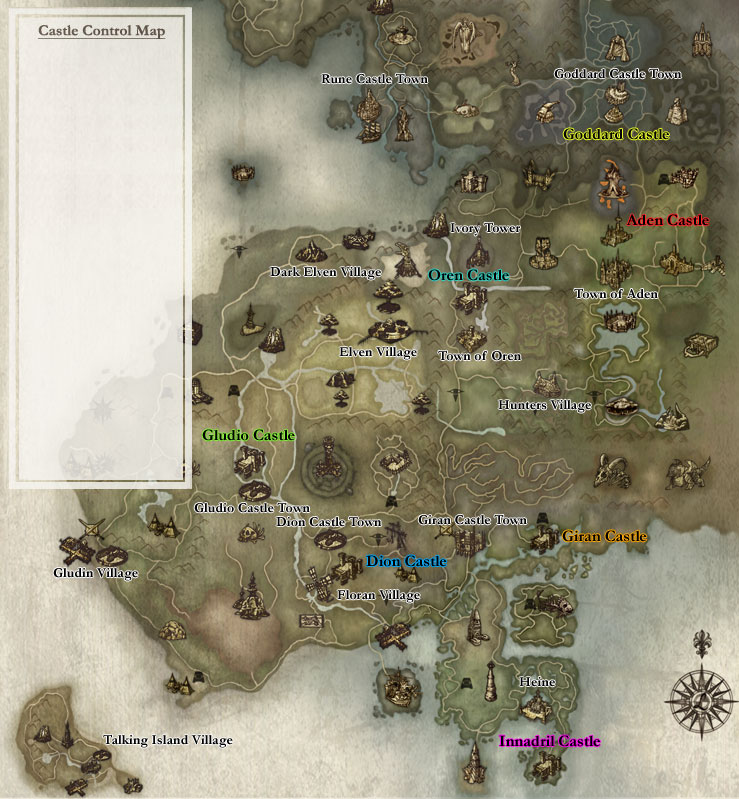 Castle Control Map
Rune Castle Town
Goddard Castle Town
Goddard Castle
Aden Castle
Ivory Tower
Dark Elven Village
Oren Castle
Town of Aden
Elven Village
Town of Oren
Hunters Village
Gludio Castle
Gludio Castle Town
Dion Castle Town
Giran Castle Town
Giran Castle
Dion Castle
Gludin Village
Floran Village
Heine
Talking Island Village
Innadril Castle